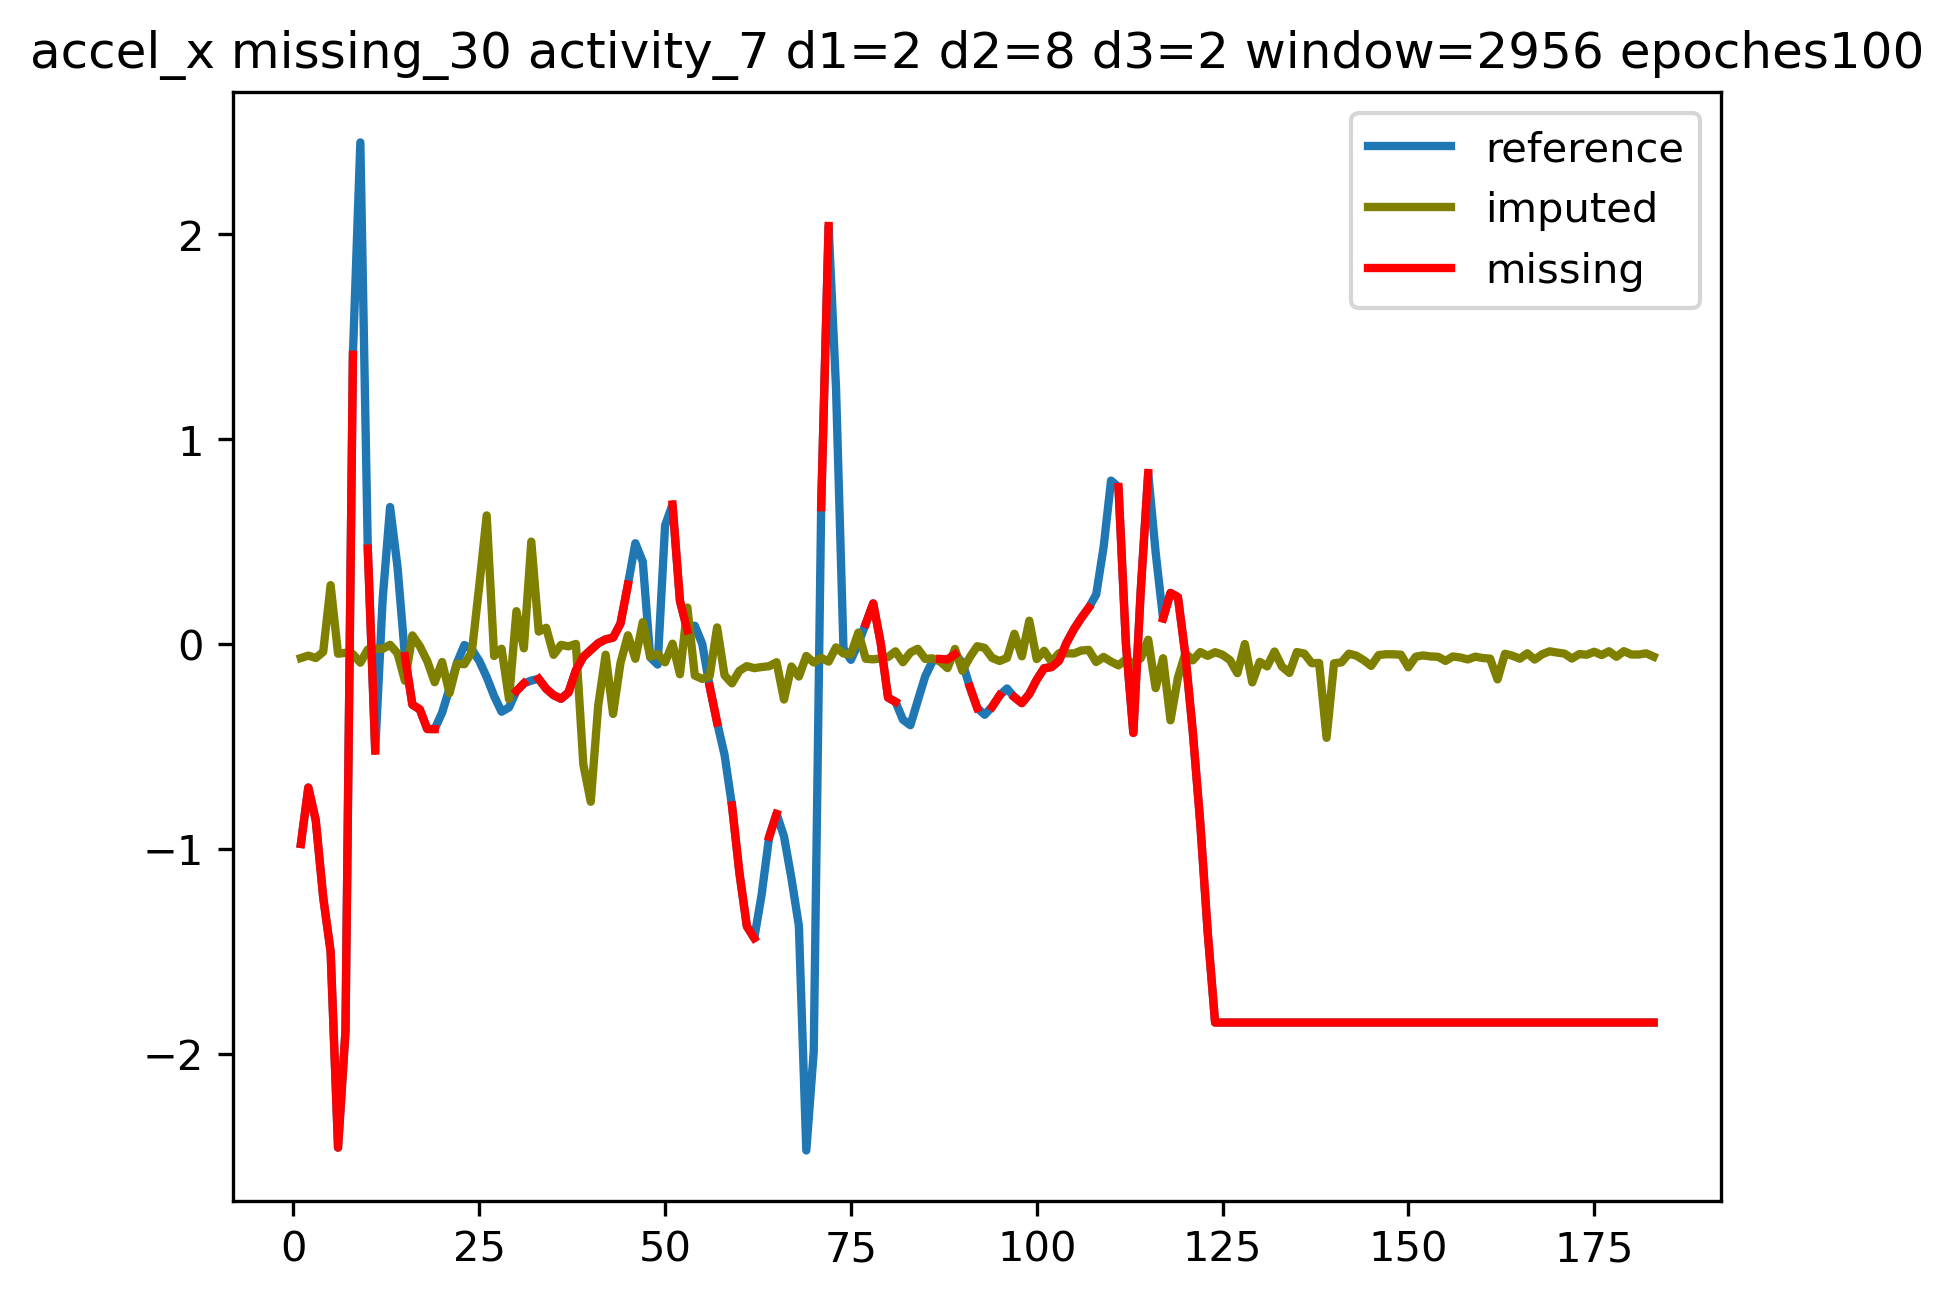 accel_x missing_30 activity_7 d1=2 d2=8 d3=2 window=2956 epoches100
reference
imputed
missing
2
1
0
−1
−2
0 25 50 75 100 125 150 175